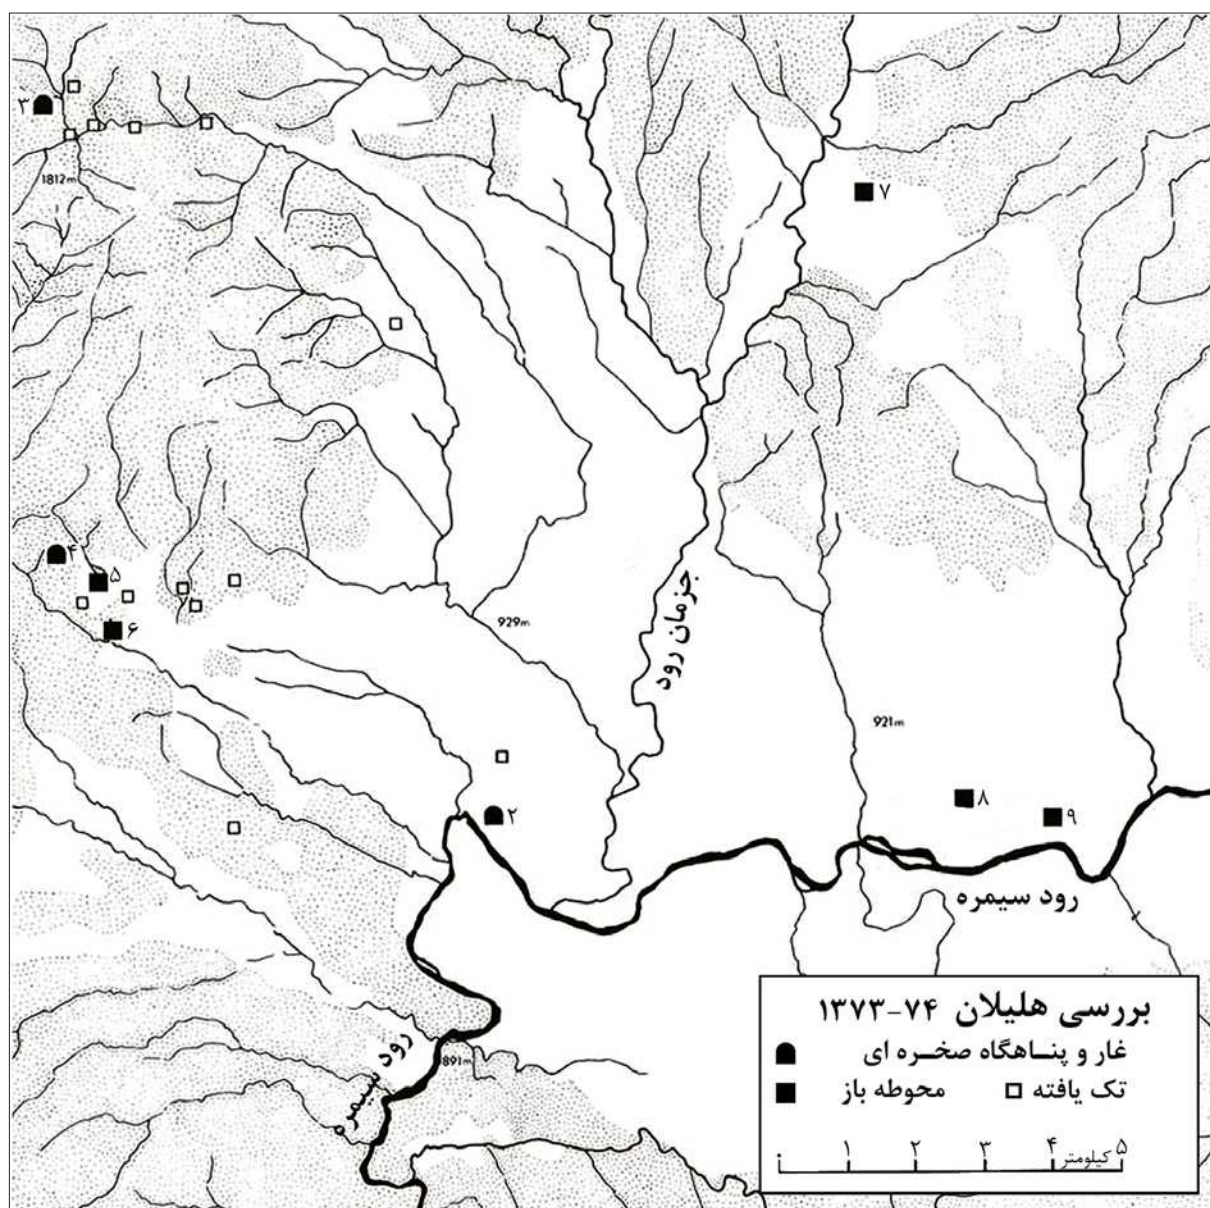 ۳
1812m
۷
۴
۵
۶
929m
جزمان رود
921m
۲
۸
۹
رود سیمره
رود سیمره
891m
بررسی هلیلان ۷۴-۱۳۷۳
غار و پناهگاه صخره ای
تک یافته محوطه باز
۰ ۱ ۲ ۳ ۴ ۵ کیلومتر